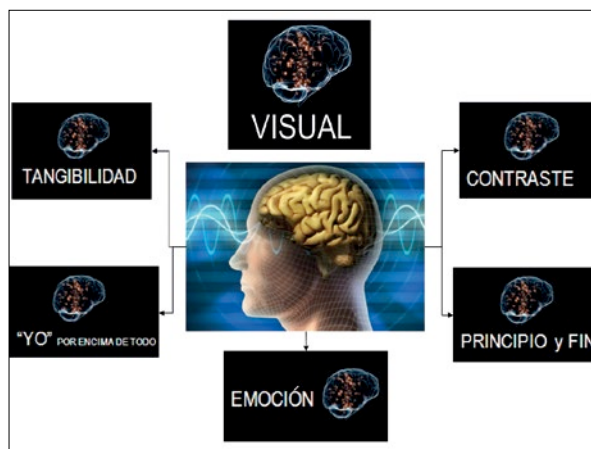 VISUAL
TANGIBILIDAD
CONTRASTE
"YO" POR ENCIMA DE TODO
PRINCIPIO y FIN
EMOCIÓN